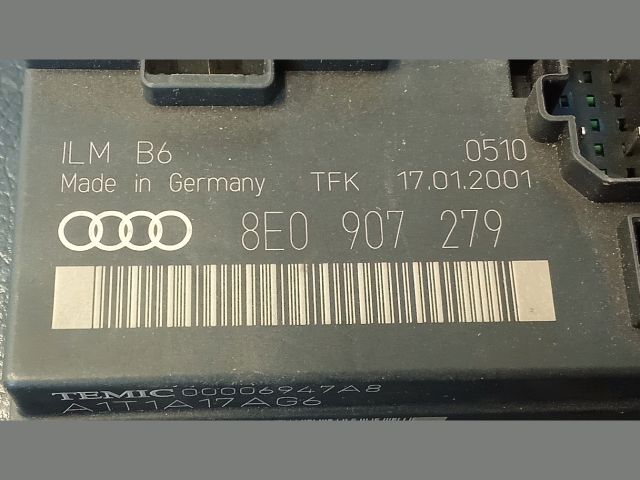 ILM B6 0510
Made in Germany TFK 17.01.2001
8E0 907 279
TEMIC 00006947A8
A1T1A17AG6